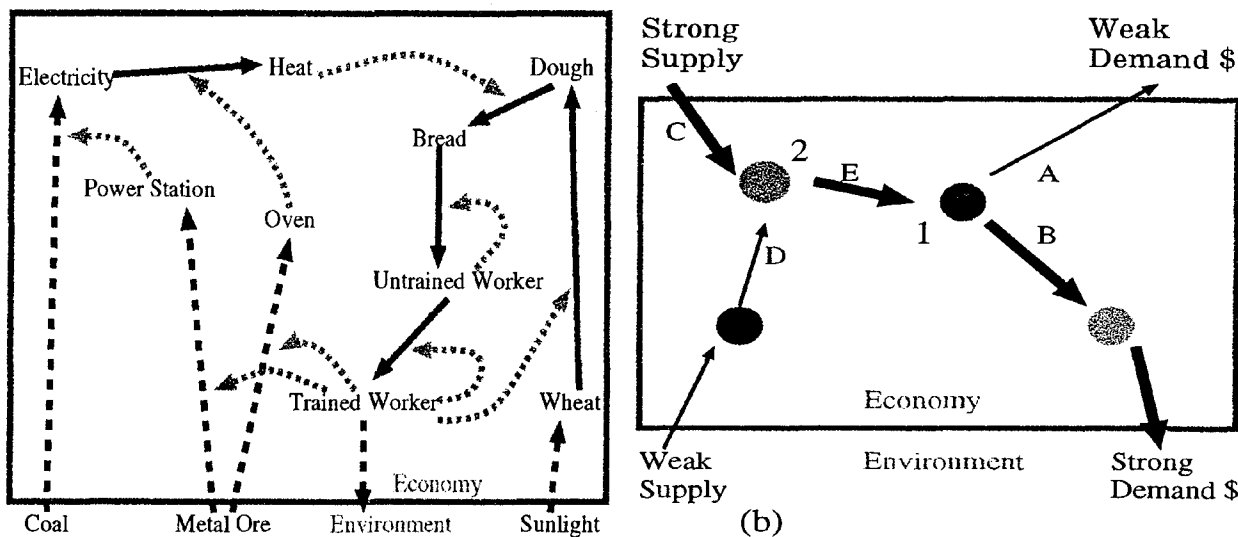 Electricity
Heat
Dough
Bread
Power Station
Oven
Untrained Worker
Trained Worker
Wheat
Economy
Coal
Metal Ore
Environment
Sunlight
Strong
Supply
Weak
Demand $
C
2
E
A
1
B
D
Economy
Weak
Supply
Environment
Strong
Demand $
(b)